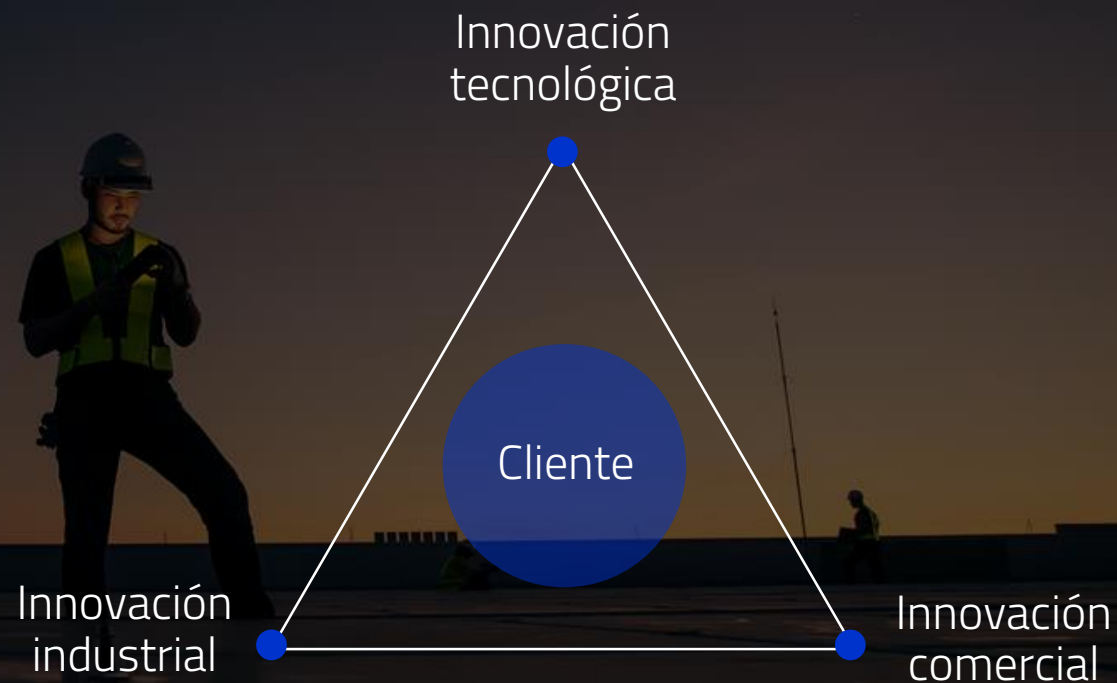 Innovación
tecnológica
Cliente
Innovación
industrial
Innovación
comercial